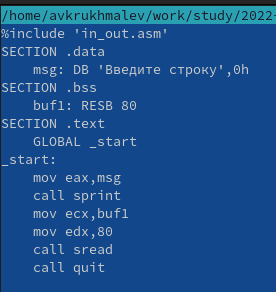 /home/avkrukhmalev/work/study/2022-
%include 'in_out.asm'
SECTION .data
    msg: DB 'Введите строку',0h
SECTION .bss
    buf1: RESB 80
SECTION .text
    GLOBAL _start
_start:
    mov eax,msg
    call sprint
    mov ecx,buf1
    mov edx,80
    call sread
    call quit